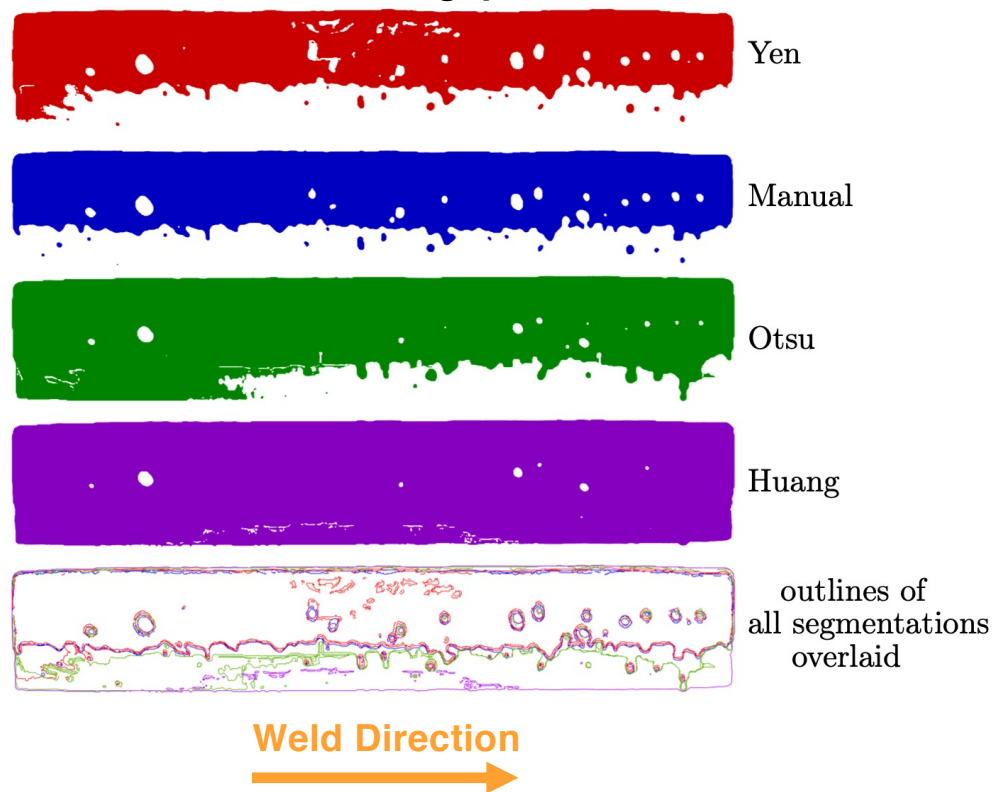 Yen
Manual
Otsu
Huang
outlines of
all segmentations
overlaid
Weld Direction